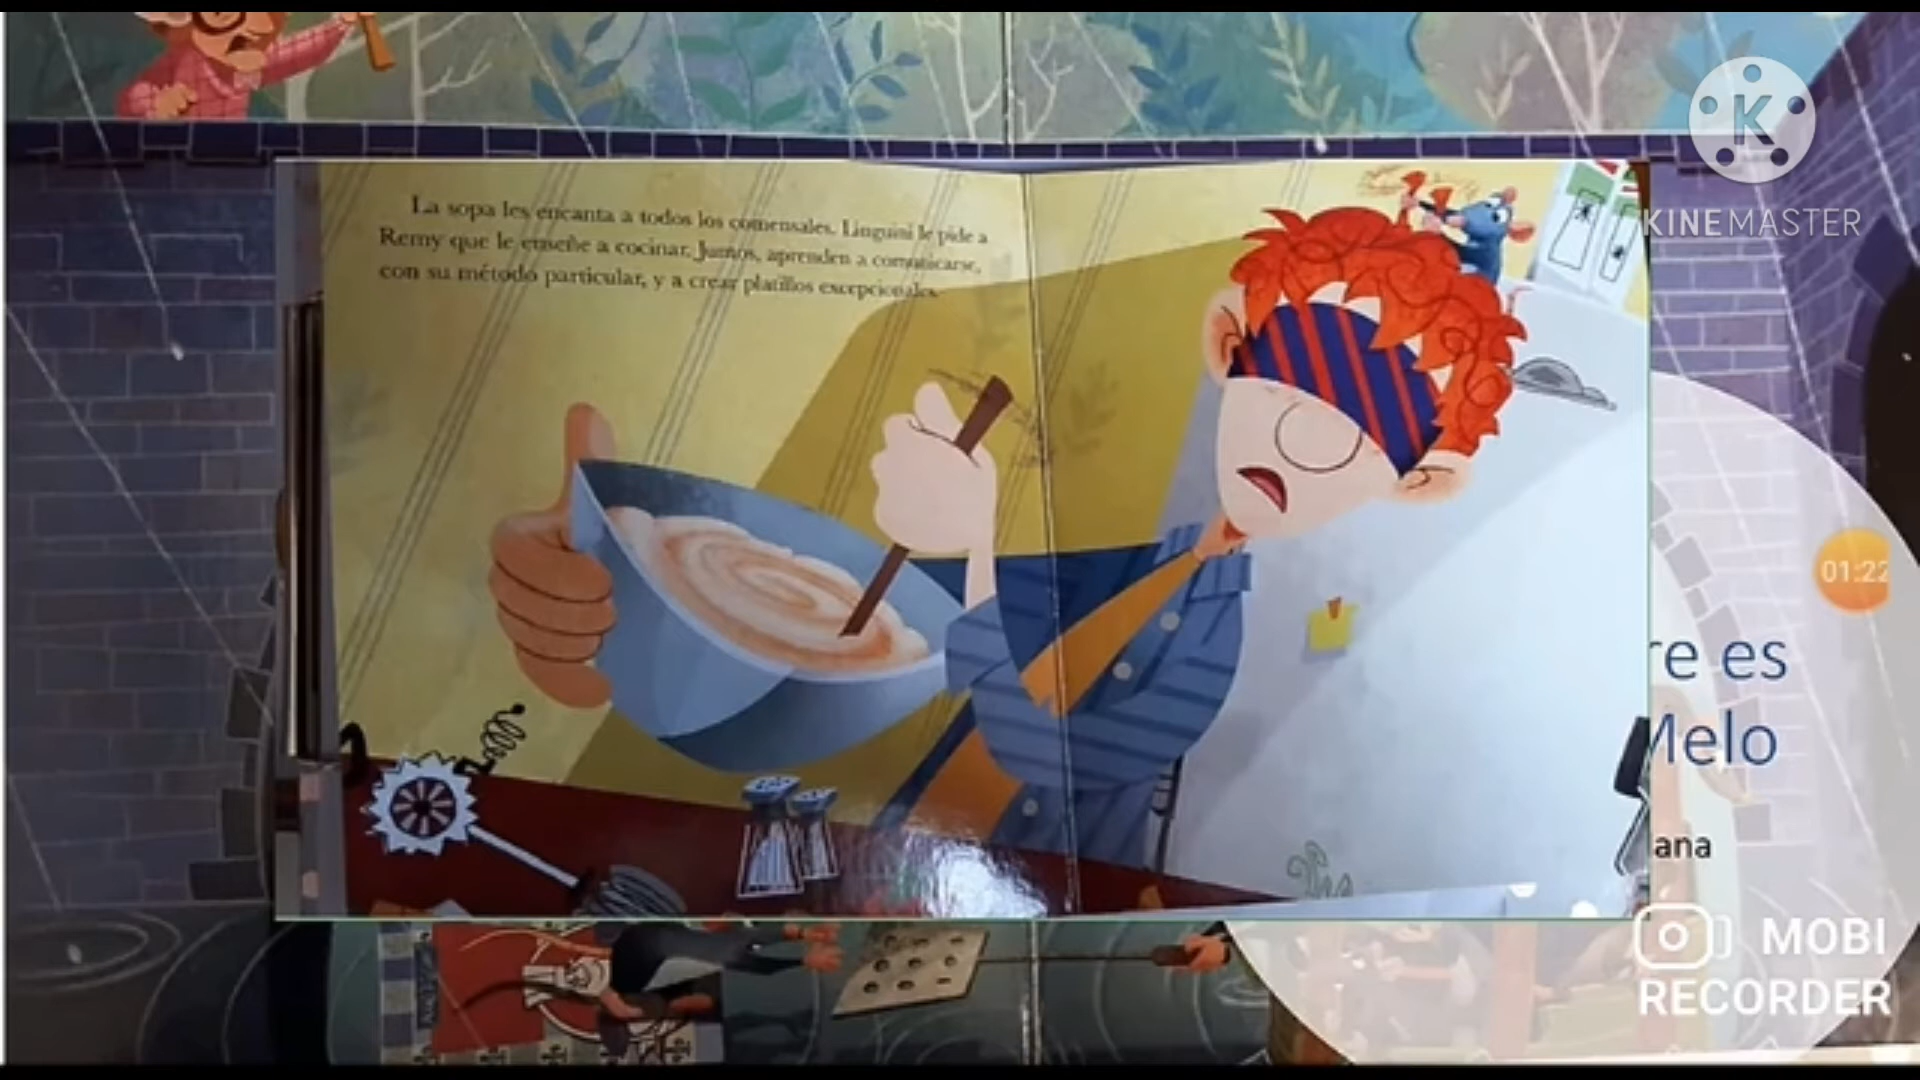 La sopa les encanta a todos los comensales. Linguini le pide a
Remy que le enseñe a cocinar. Juntos, aprenden a comunicarse,
con su método particular, y a crear platillos excepcionales.
KINEMASTER
01:22
re es
Melo
ana
MOBI
RECORDER